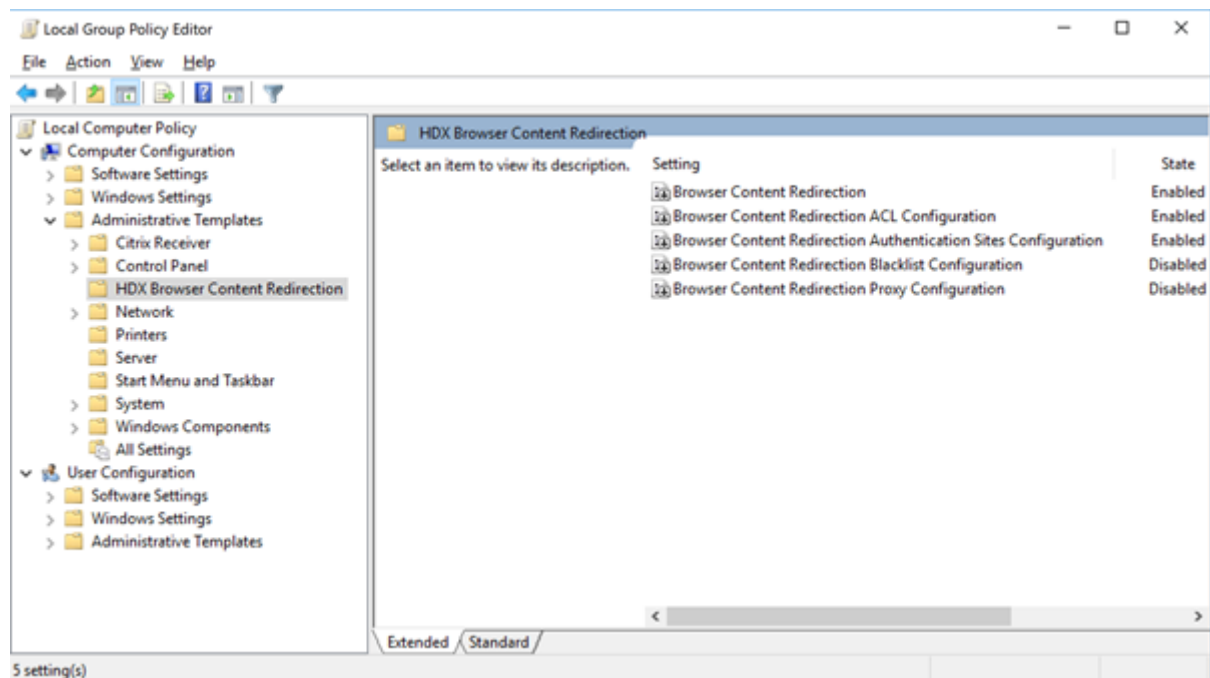 Local Group Policy Editor
File Action View Help
Local Computer Policy
Computer Configuration
Software Settings
Windows Settings
Administrative Templates
Citrix Receiver
Control Panel
HDX Browser Content Redirection
Network
Printers
Server
Start Menu and Taskbar
System
Windows Components
All Settings
User Configuration
Software Settings
Windows Settings
Administrative Templates
HDX Browser Content Redirection
Select an item to view its description.
Setting State
Browser Content Redirection Enabled
Browser Content Redirection ACL Configuration Enabled
Browser Content Redirection Authentication Sites Configuration Enabled
Browser Content Redirection Blacklist Configuration Disabled
Browser Content Redirection Proxy Configuration Disabled
Extended Standard
5 setting(s)